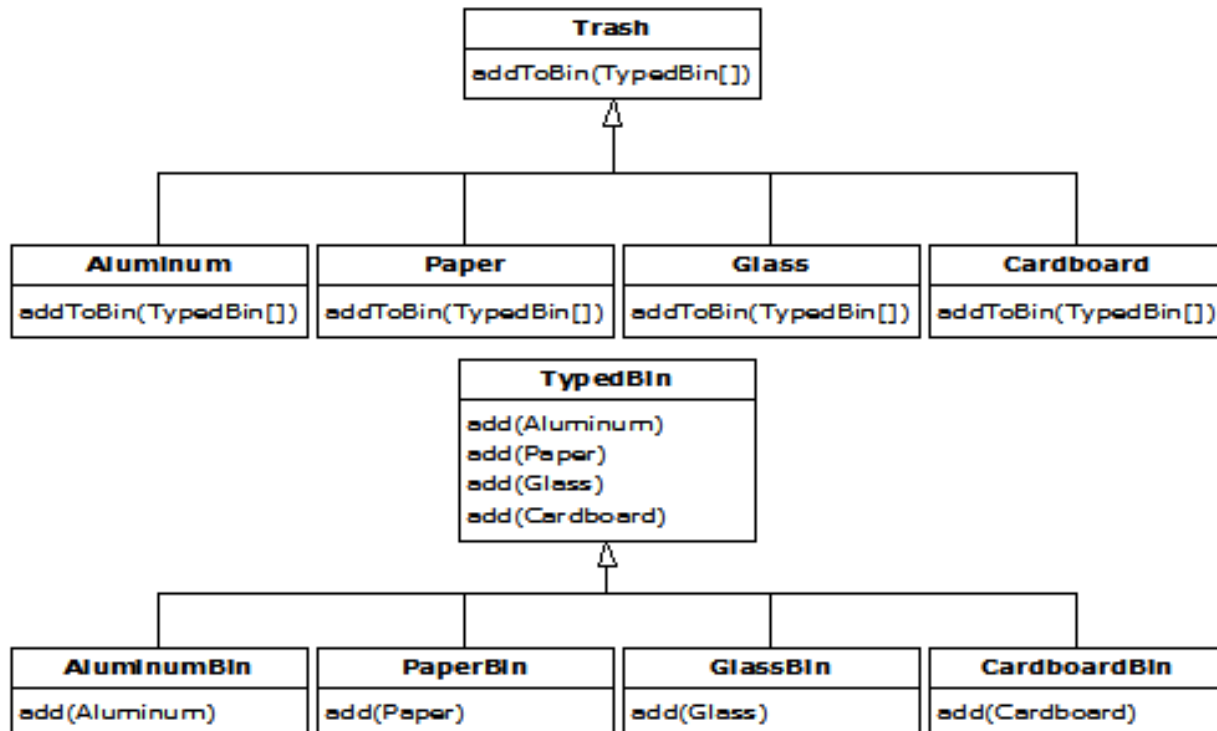 Trash
addToBin(TypedBin[])
Aluminum Paper Glass Cardboard
addToBin(TypedBin[]) addToBin(TypedBin[]) addToBin(TypedBin[]) addToBin(TypedBin[])
TypedBin
add(Aluminum)
add(Paper)
add(Glass)
add(Cardboard)
AluminumBin PaperBin GlassBin CardboardBin
add(Aluminum) add(Paper) add(Glass) add(Cardboard)